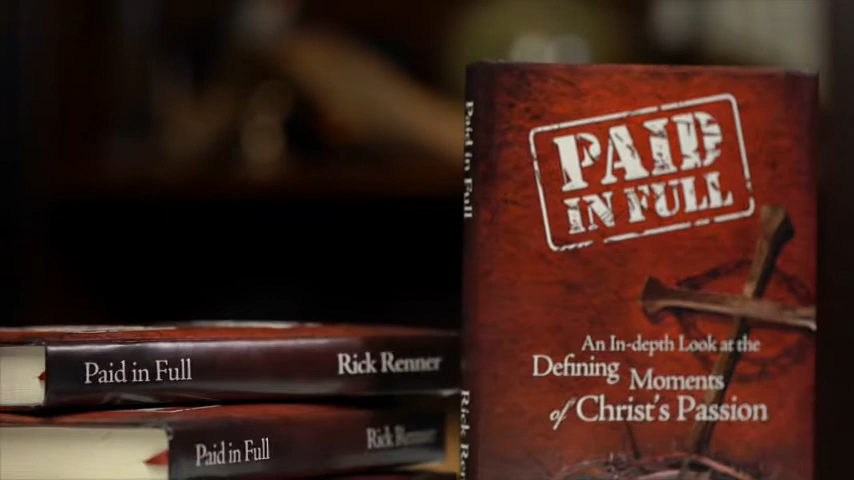 PAID
IN FULL
An In-depth Look at the
Defining Moments
of Christ's Passion
Paid in Full
Paid in Full
Rick Renner
Paid in Full
Rick Renner